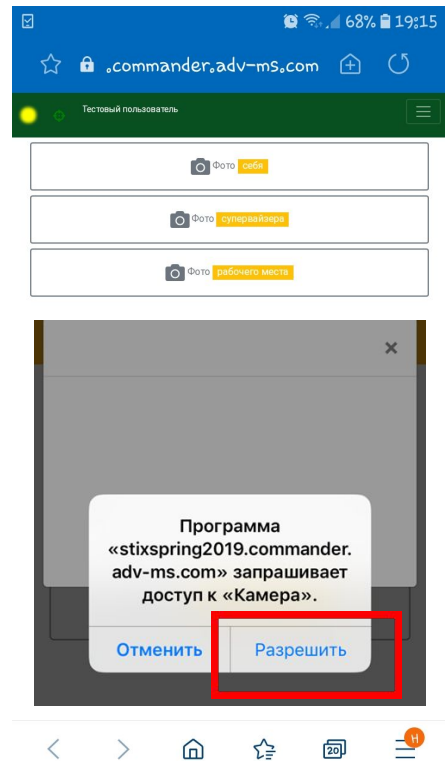 68% 19:15
.commander.adv-ms.com
Тестовый пользователь
Фото себя
Фото супервайзера
Фото рабочего места
×
Программа
«stixspring2019.commander.
adv-ms.com» запрашивает
доступ к «Камера».
Отменить Разрешить
20
H